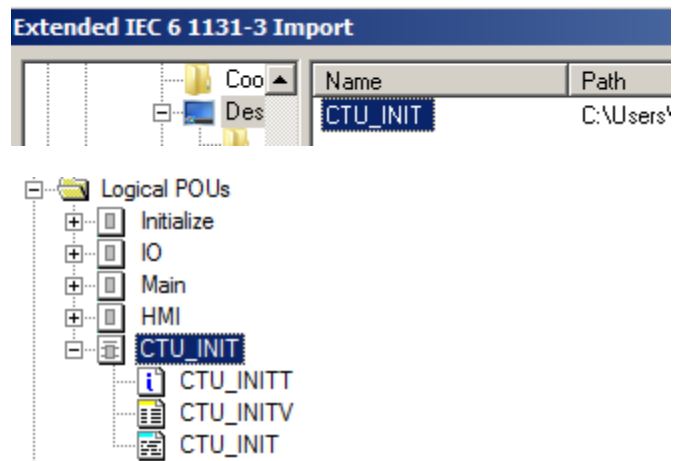 Extended IEC 6 1131-3 Import
Coo Name Path
Des CTU_INIT C:\Users\
Logical POUs
Initialize
IO
Main
HMI
CTU_INIT
CTU_INITT
CTU_INITV
CTU_INIT